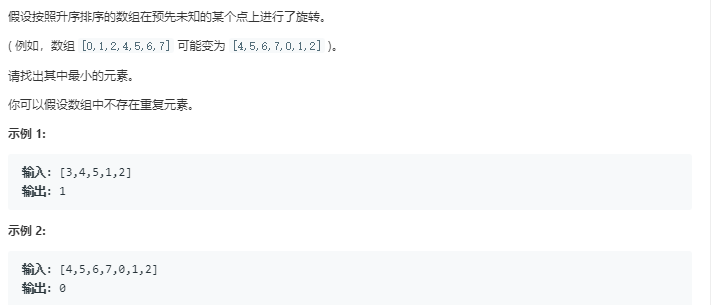 假设按照升序排序的数组在预先未知的某个点上进行了旋转。
( 例如，数组 [0,1,2,4,5,6,7] 可能变为 [4,5,6,7,0,1,2] )。
请找出其中最小的元素。
你可以假设数组中不存在重复元素。
示例 1:
输入: [3,4,5,1,2]
输出: 1
示例 2:
输入: [4,5,6,7,0,1,2]
输出: 0